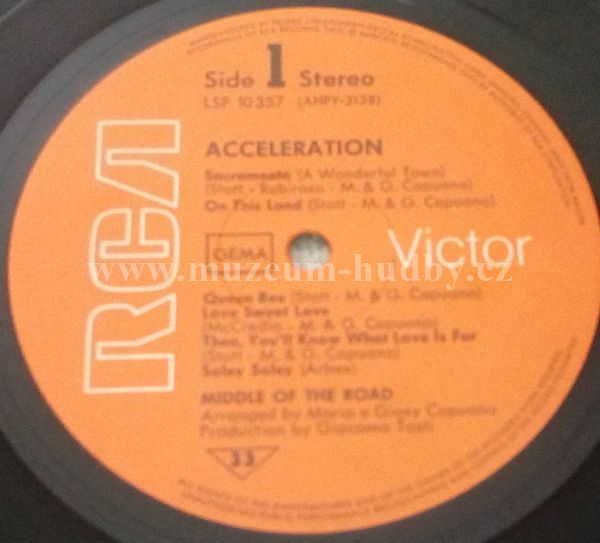 Side 1 Stereo
LSP 10357 (AHPY-3138)
ACCELERATION
Sacramento (A Wonderful Town)
(Stott - Rubirosa - M. & G. Capuano)
On This Land (Stott - M. & G. Capuano)
RCA
GEMA
Victor
www.muzeum-hudby.cz
Queen Bee (Stott - M. & G. Capuano)
Love Sweet Love
(McCredie - M. & G. Capuano)
Then, You'll Know What Love Is For
(Stott - M. & G. Capuano)
Soley Soley (Arbex)
MIDDLE OF THE ROAD
Arranged by Mario e Giosy Capuano
Production by Giacomo Tosti
33